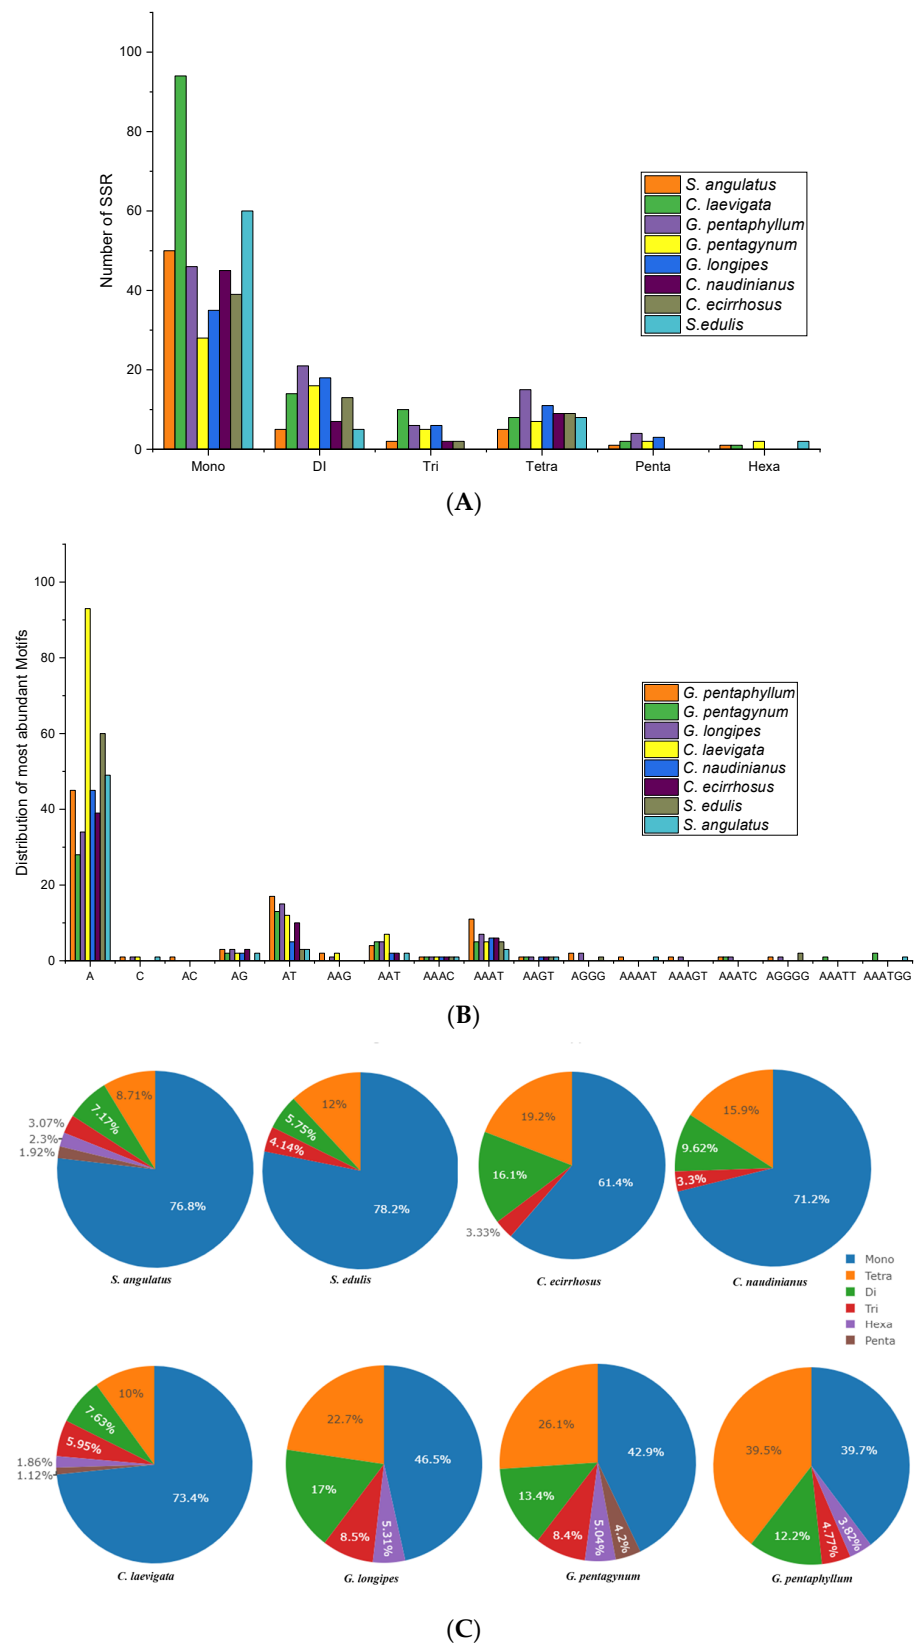 100
80
60
40
20
0
Number of SSR
Mono DI Tri Tetra Penta Hexa
S. angulatus
C. laevigata
G. pentaphyllum
G. pentagynum
G. longipes
C. naudinianus
C. ecirrhosus
S.edulis
(A)
100
80
60
40
20
0
Distribution of most abundant Motifs
A C AC AG AT AAG AAT AAAC AAAT AAGT AGGG AAAAT AAAGT AAATC AGGGG AAATT AAATGG
G. pentaphyllum
G. pentagynum
G. longipes
C. laevigata
C. naudinianus
C. ecirrhosus
S. edulis
S. angulatus
(B)
8.71%
7.17%
3.07%
2.3%
1.92%
76.8%
S. angulatus
12%
5.75%
4.14%
78.2%
S. edulis
19.2%
16.1%
3.33%
61.4%
C. ecirrhosus
15.9%
9.62%
3.3%
71.2%
C. naudinianus
Mono
Tetra
Di
Tri
Hexa
Penta
10%
7.63%
5.95%
1.86%
1.12%
73.4%
C. laevigata
22.7%
17%
8.5%
5.31%
46.5%
G. longipes
26.1%
13.4%
8.4%
5.04%
4.2%
42.9%
G. pentagynum
39.5%
12.2%
4.77%
3.82%
39.7%
G. pentaphyllum
(C)